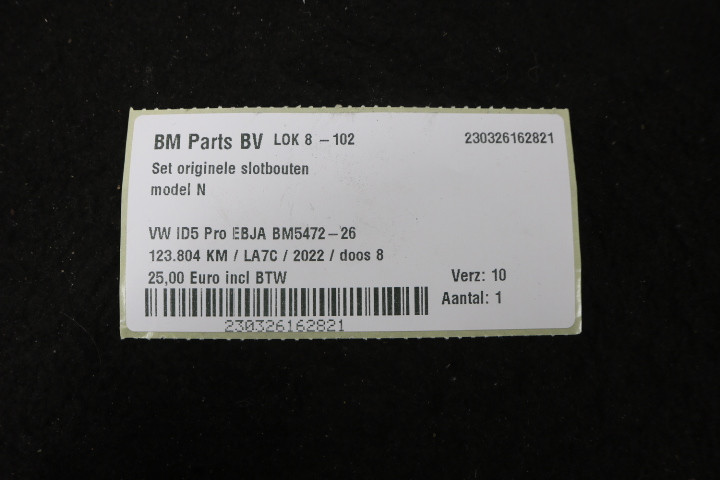 BM Parts BV LOK 8 – 102 230326162821
Set originele slotbouten
model N
VW ID5 Pro EBJA BM5472–26
123.804 KM / LA7C / 2022 / doos 8
25,00 Euro incl BTW Verz: 10
Aantal: 1
230326162821